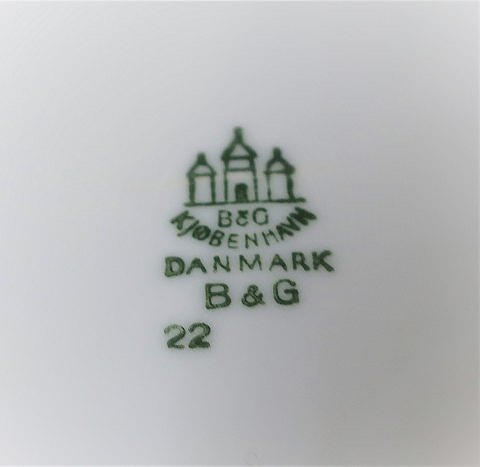 B&G
KJØBENHAVN
DANMARK
B & G
22